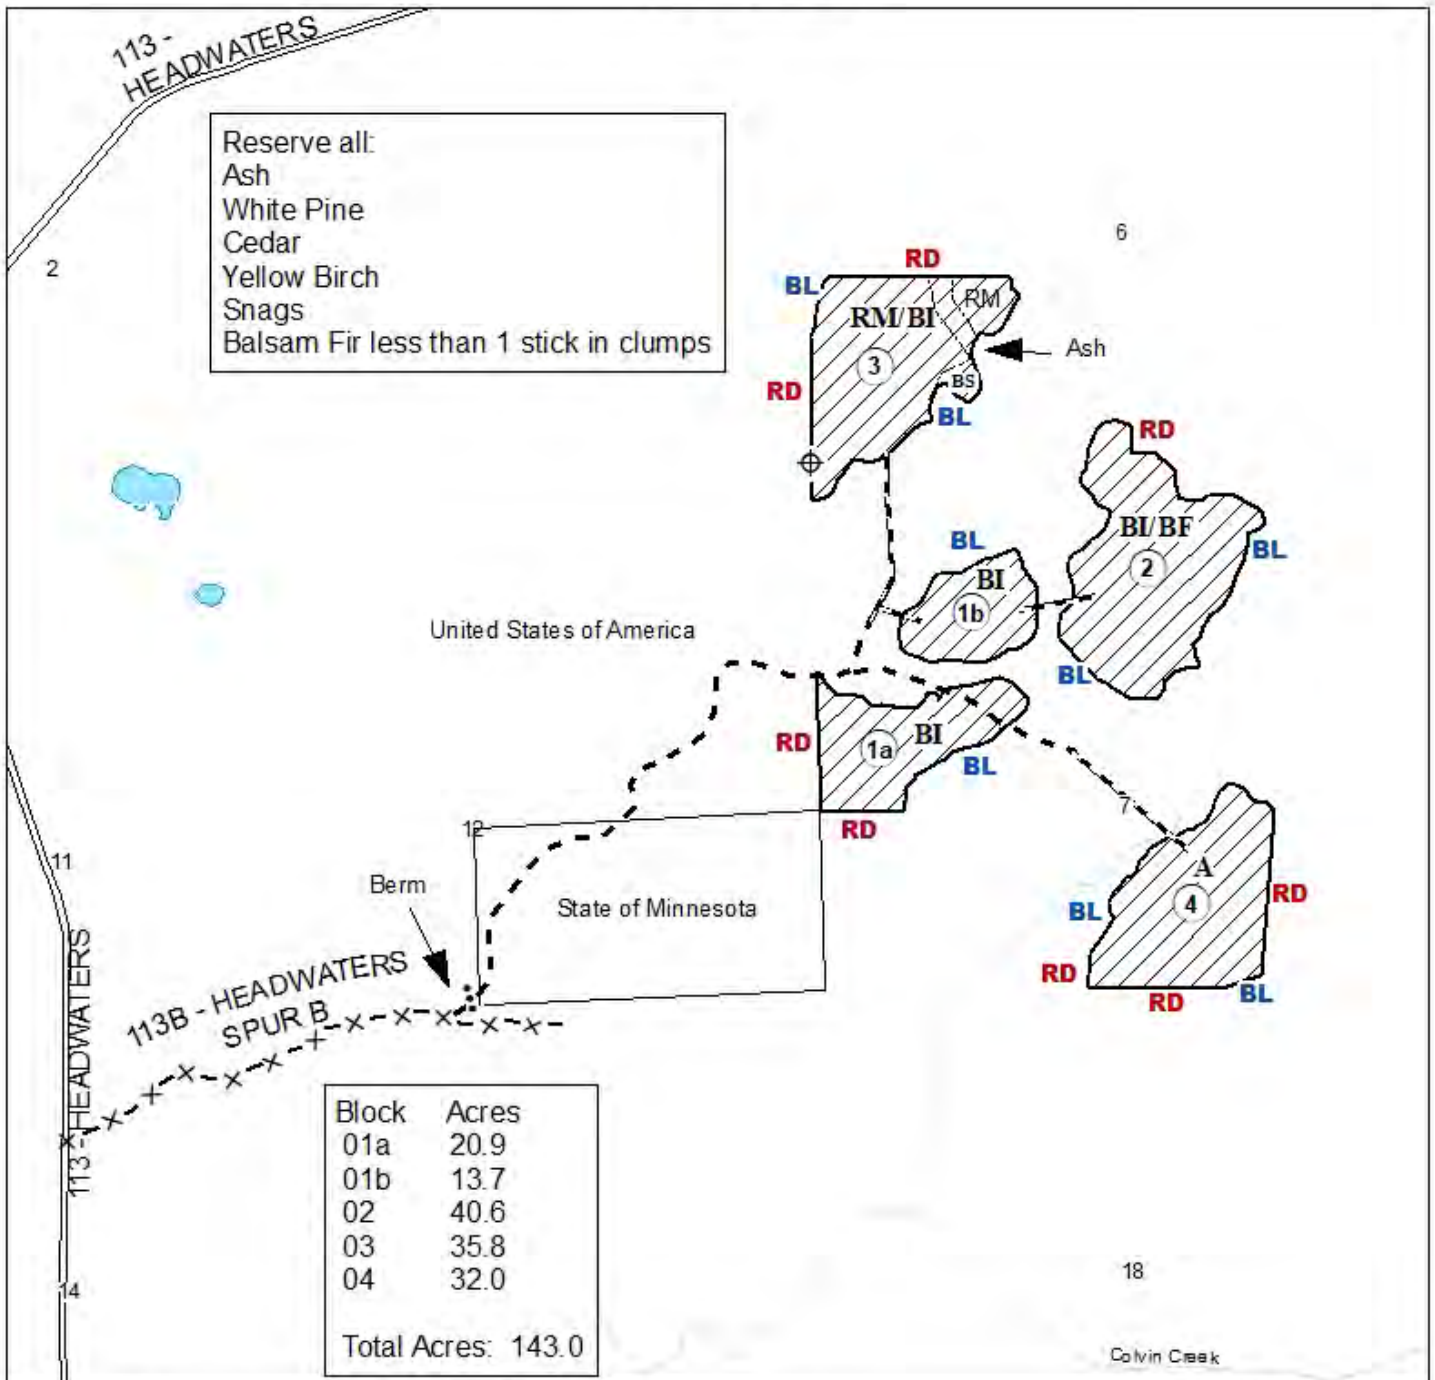 113 -
HEADWATERS
Reserve all:
Ash
White Pine
Cedar
Yellow Birch
Snags
Balsam Fir less than 1 stick in clumps
2
6
RD
BL
RM
RM/BI
Ash
3
BS
RD
BL
RD
BI/BF
BL
BL
2
BI
1b
United States of America
BL
RD
BI
1a
BL
7
RD
12
11
A
Berm
State of Minnesota
4
RD
BL
RD
RD
BL
113B - HEADWATERS
SPUR B
113 - HEADWATERS
Block Acres
01a 20.9
01b 13.7
02 40.6
03 35.8
04 32.0
Total Acres: 143.0
14
18
Colvin Creek